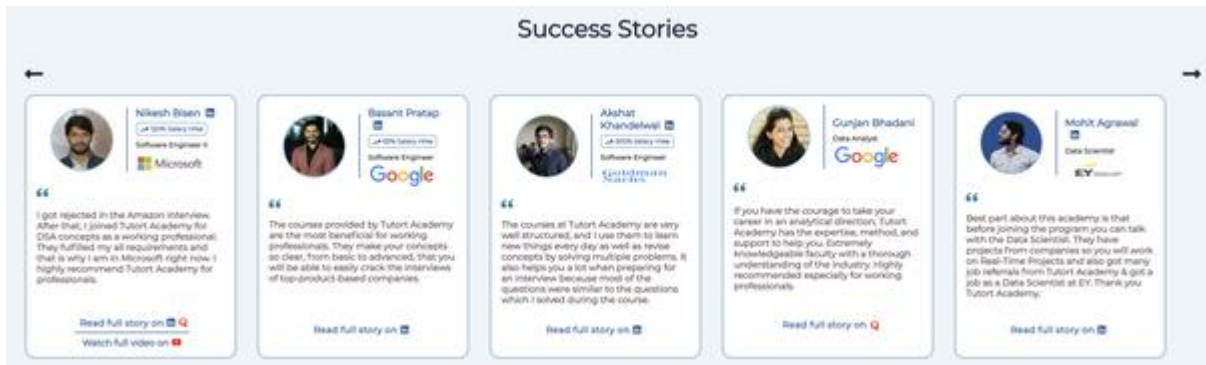 Success Stories
Nikesh Bisen
Salary Hike
Software Engineer II
Microsoft
I got rejected in the Amazon interview.
After that, I joined Tutort Academy for
DSA concepts as a working professional.
They fulfilled my all requirements and
that is why I am in Microsoft right now. I
highly recommend Tutort Academy for
professionals.
Read full story on
Watch full video on
Basant Pratap
Salary Hike
Software Engineer
Google
The courses provided by Tutort Academy
are the most beneficial for working
professionals. They make your concepts
so clear, from basic to advanced, that you
will be able to easily crack the interviews
of top-product-based companies.
Read full story on
Akshat
Khandelwal
Salary Hike
Software Engineer
Goldman
Sachs
The courses at Tutort Academy are very
well structured, and I use them to learn
new things every day as well as revise
concepts by solving multiple problems. It
also helps you a lot when preparing for
an interview because most of the
questions were similar to the questions
which I solved during the course.
Read full story on
Gunjan Bhadani
Data Analyst
Google
If you have the courage to take your
career in an analytical direction, Tutort
Academy has the expertise, method, and
support to help you. Extremely
knowledgeable faculty with a thorough
understanding of the industry. Highly
recommended especially for working
professionals.
Read full story on
Mohit Agrawal
Data Scientist
EY
Best part about this academy is that
before joining the program you can talk
with the Data Scientist. They have
projects from companies so you will work
on Real-Time Projects and also got many
job referrals from Tutort Academy & got a
job as a Data Scientist at EY. Thank you
Tutort Academy.
Read full story on